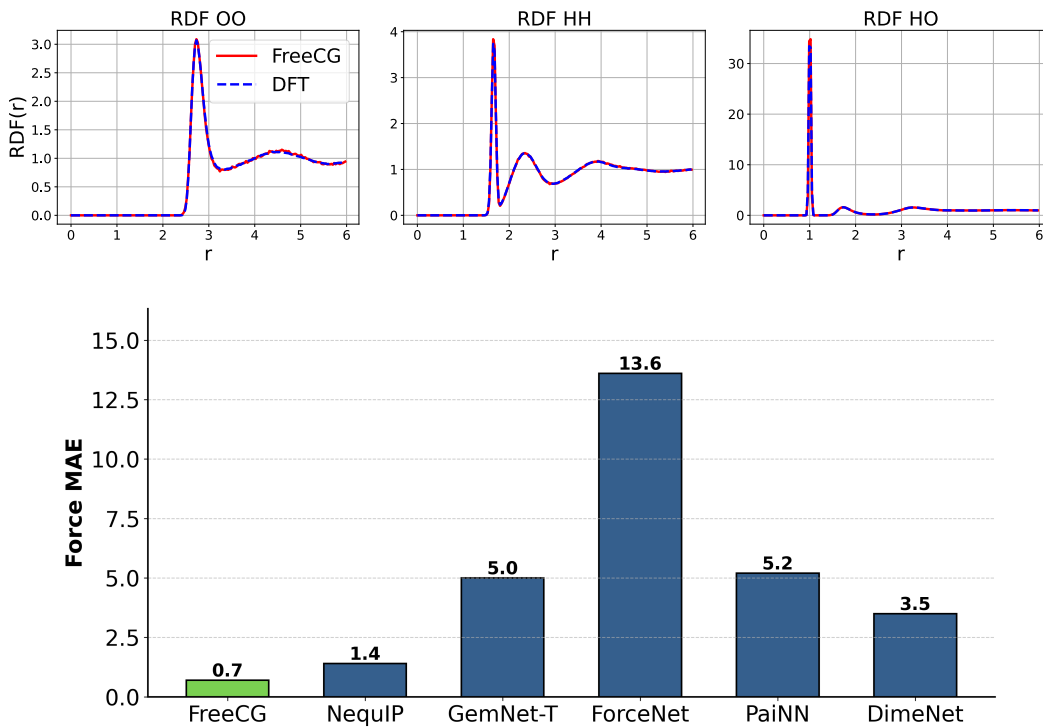 RDF OO
RDF HH
RDF HO
RDF(r)
3.0
2.5
2.0
1.5
1.0
0.5
0.0
FreeCG
DFT
0 1 2 3 4 5 6
r
4
3
2
1
0
0 1 2 3 4 5 6
r
30
20
10
0
0 1 2 3 4 5 6
r
Force MAE
15.0
12.5
10.0
7.5
5.0
2.5
0.0
0.7
1.4
5.0
13.6
5.2
3.5
FreeCG NequIP GemNet-T ForceNet PaiNN DimeNet